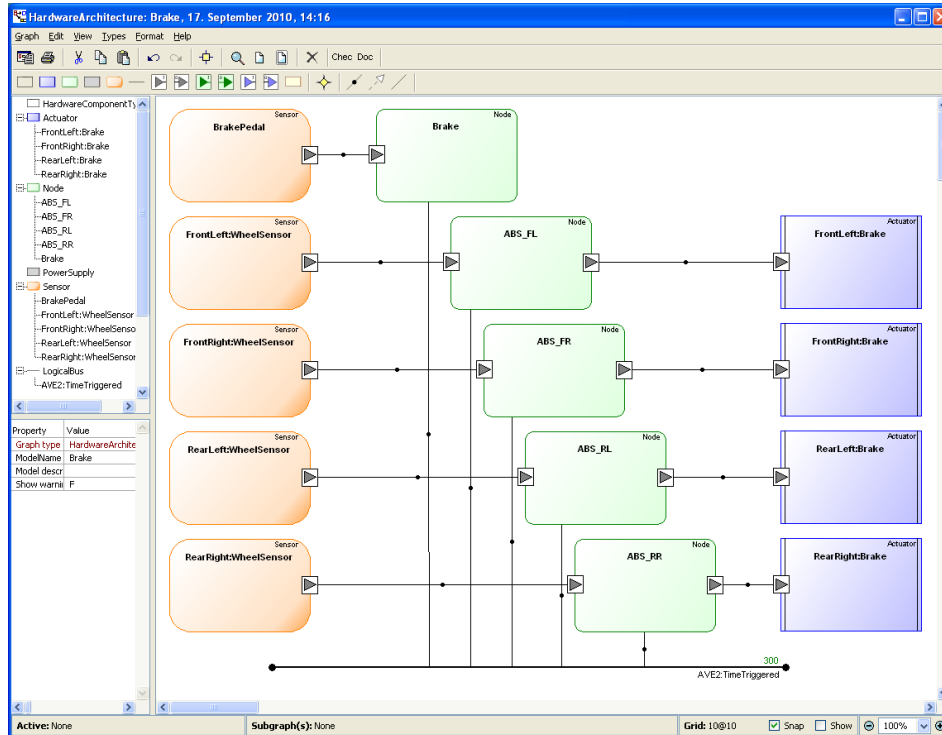 HardwareArchitecture: Brake, 17. September 2010, 14:16
Graph Edit View Types Format Help
Chec Doc
HardwareComponentTy
Actuator
FrontLeft:Brake
FrontRight:Brake
RearLeft:Brake
RearRight:Brake
Node
ABS_FL
ABS_FR
ABS_RL
ABS_RR
Brake
PowerSupply
Sensor
BrakePedal
FrontLeft:WheelSensor
FrontRight:WheelSenso
RearLeft:WheelSensor
RearRight:WheelSensor
LogicalBus
AVE2:TimeTriggered
Property Value
Graph type HardwareArchite
ModelName Brake
Model descr
Show warni F
Sensor
BrakePedal
Node
Brake
Sensor
FrontLeft:WheelSensor
Node
ABS_FL
Actuator
FrontLeft:Brake
Sensor
FrontRight:WheelSensor
Node
ABS_FR
Actuator
FrontRight:Brake
Sensor
RearLeft:WheelSensor
Node
ABS_RL
Actuator
RearLeft:Brake
Sensor
RearRight:WheelSensor
Node
ABS_RR
Actuator
RearRight:Brake
300
AVE2:TimeTriggered
Active: None Subgraph(s): None Grid: 10@10 Snap Show 100%